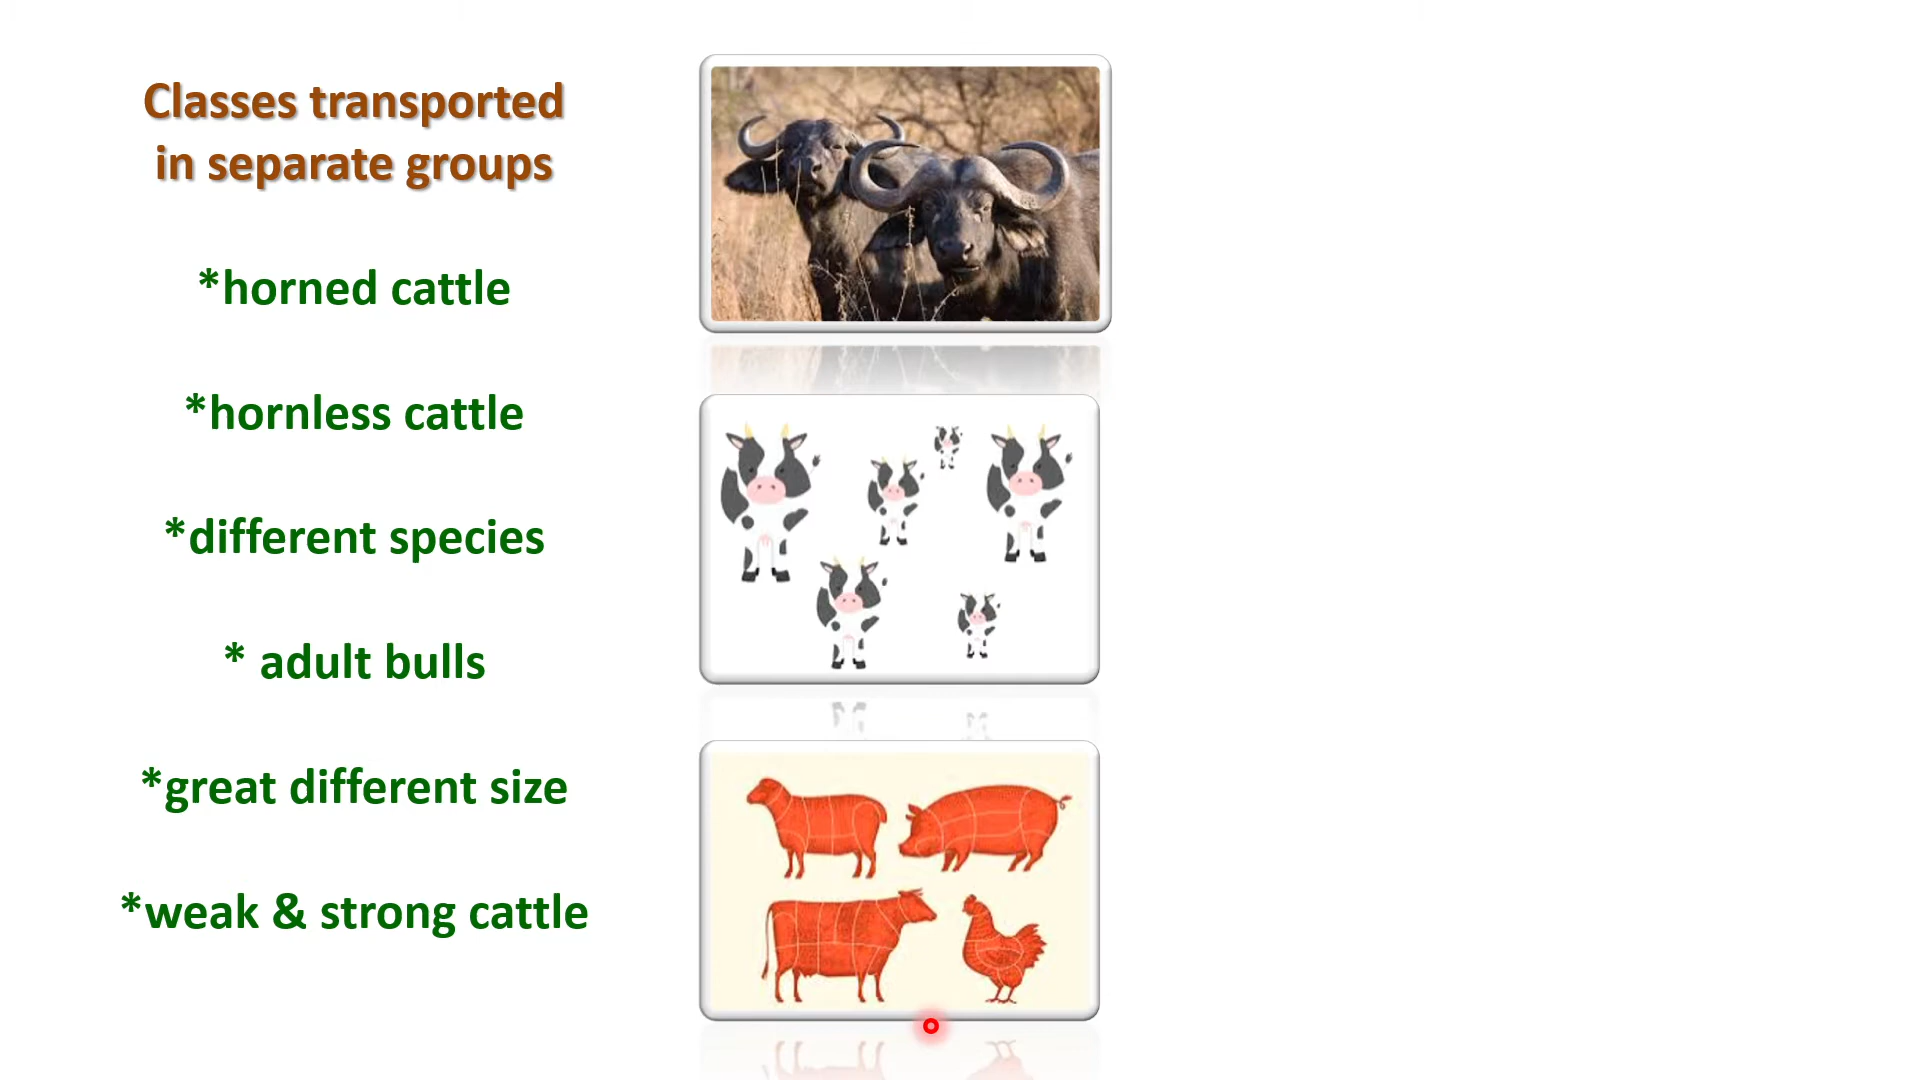 Classes transported
in separate groups
*horned cattle
*hornless cattle
*different species
* adult bulls
*great different size
*weak & strong cattle